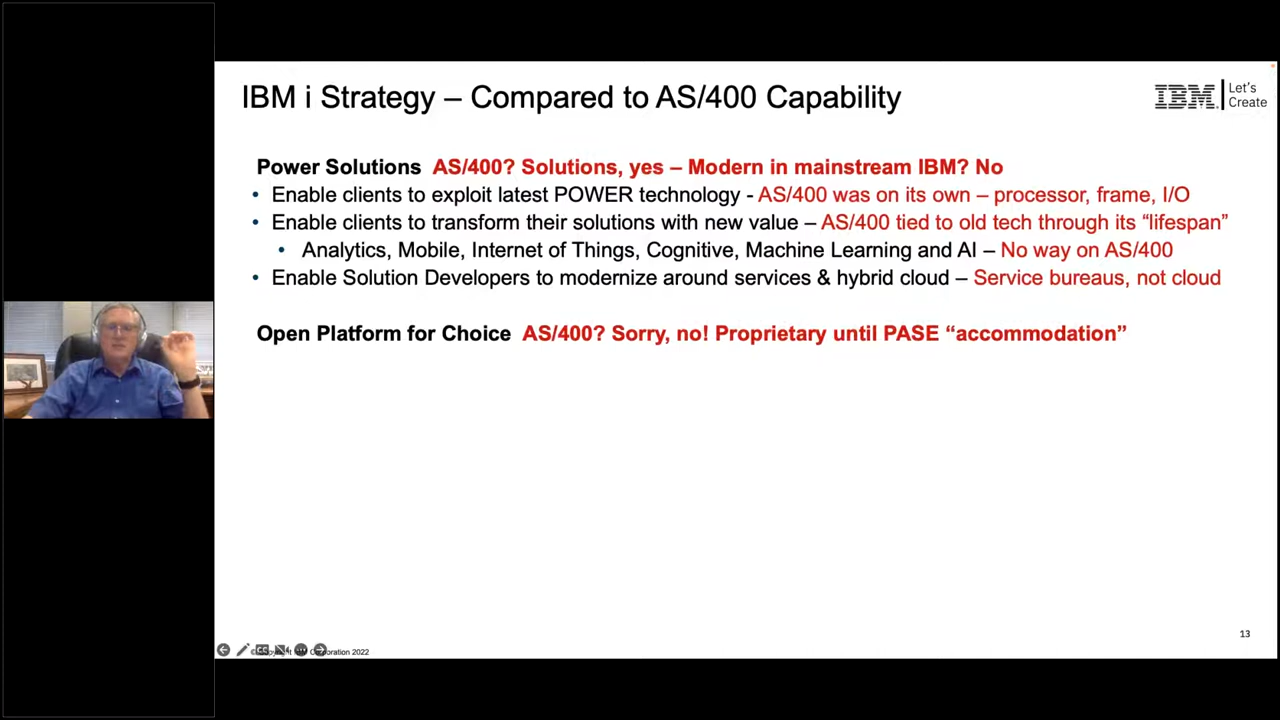 IBM i Strategy – Compared to AS/400 Capability
IBM Let's
Create
Power Solutions AS/400? Solutions, yes – Modern in mainstream IBM? No
• Enable clients to exploit latest POWER technology - AS/400 was on its own – processor, frame, I/O
• Enable clients to transform their solutions with new value – AS/400 tied to old tech through its “lifespan”
• Analytics, Mobile, Internet of Things, Cognitive, Machine Learning and AI – No way on AS/400
• Enable Solution Developers to modernize around services & hybrid cloud – Service bureaus, not cloud
Open Platform for Choice AS/400? Sorry, no! Proprietary until PASE “accommodation”
13
Corporation 2022